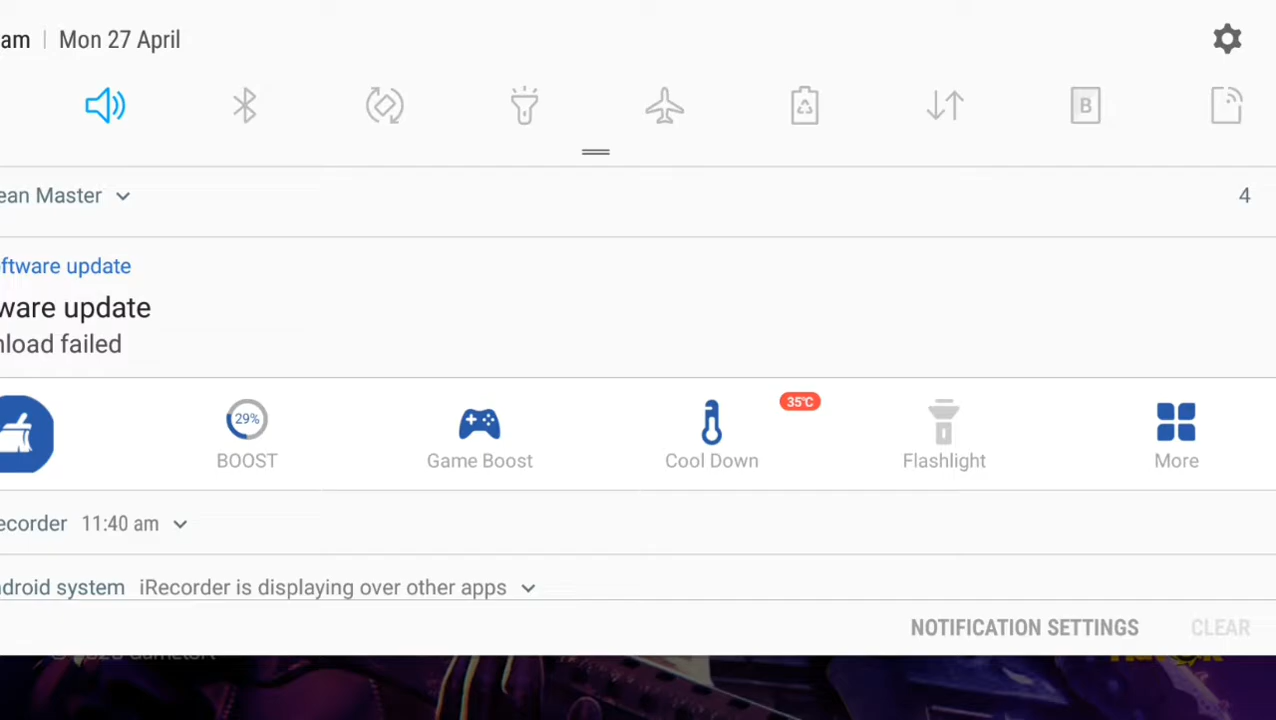 am | Mon 27 April
B
ean Master
4
ftware update
ware update
nload failed
29%
BOOST
Game Boost
35°C
Cool Down
Flashlight
More
ecorder 11:40 am
ndroid system iRecorder is displaying over other apps
NOTIFICATION SETTINGS
CLEAR